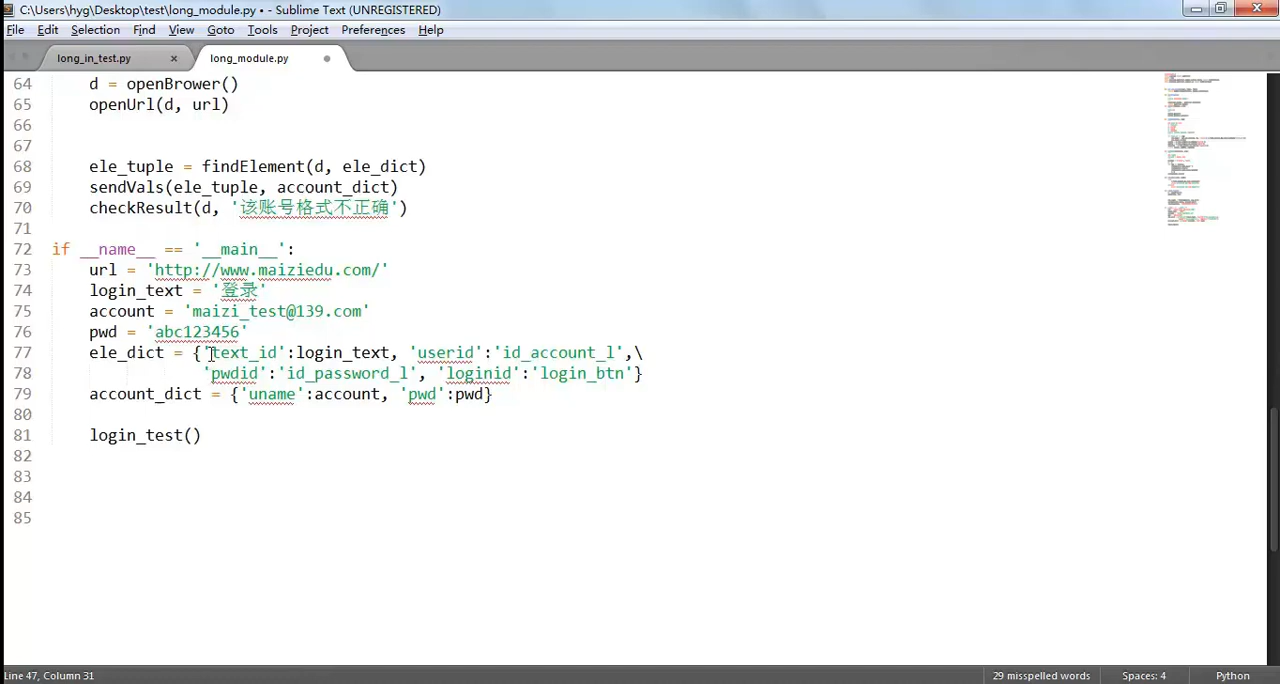 C:\Users\hyg\Desktop\test\long_module.py • - Sublime Text (UNREGISTERED)
File Edit Selection Find View Goto Tools Project Preferences Help
long_in_test.py × long_module.py
64 d = openBrower()
65 openUrl(d, url)
66
67
68 ele_tuple = findElement(d, ele_dict)
69 sendVals(ele_tuple, account_dict)
70 checkResult(d, '该账号格式不正确')
71
72 if __name__ == '__main__':
73 url = 'http://www.maiziedu.com/'
74 login_text = '登录'
75 account = 'maizi_test@139.com'
76 pwd = 'abc123456'
77 ele_dict = {'text_id':login_text, 'userid':'id_account_l',\
78 'pwdid':'id_password_l', 'loginid':'login_btn'}
79 account_dict = {'uname':account, 'pwd':pwd}
80
81 login_test()
82
83
84
85
Line 47, Column 31 29 misspelled words Spaces: 4 Python